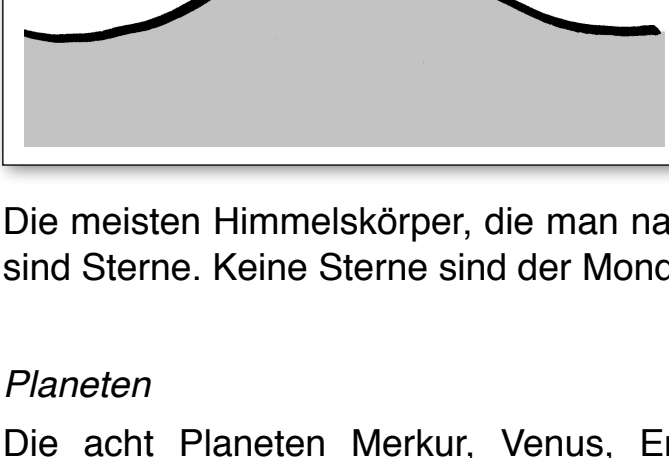 Die meisten Himmelskörper, die man na
sind Sterne. Keine Sterne sind der Mond
Planeten
Die acht Planeten Merkur, Venus, Er